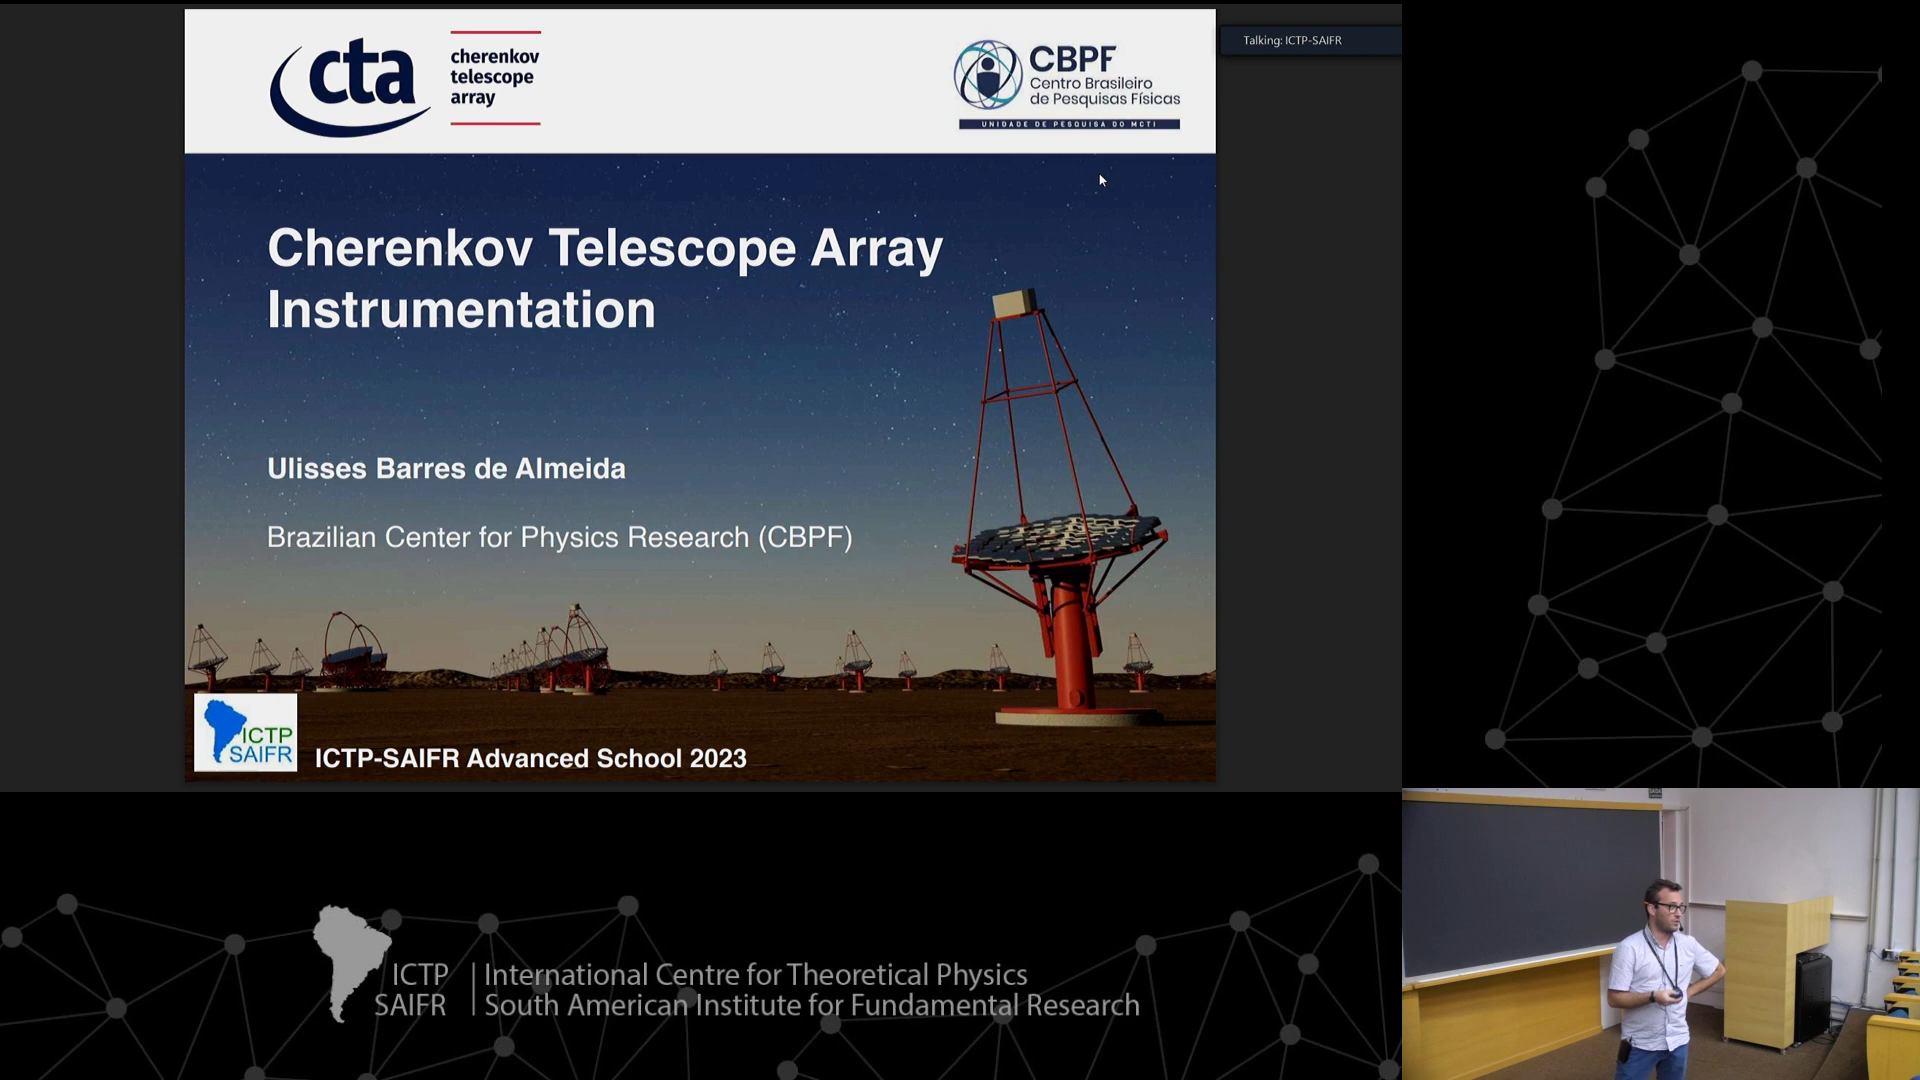 cta
cherenkov
telescope
array
CBPF
Centro Brasileiro
de Pesquisas Físicas
UNIDADE DE PESQUISA DO MCTI
Talking: ICTP-SAIFR
Cherenkov Telescope Array
Instrumentation
Ulisses Barres de Almeida
Brazilian Center for Physics Research (CBPF)
ICTP
SAIFR
ICTP-SAIFR Advanced School 2023
ICTP
SAIFR
International Centre for Theoretical Physics
South American Institute for Fundamental Research